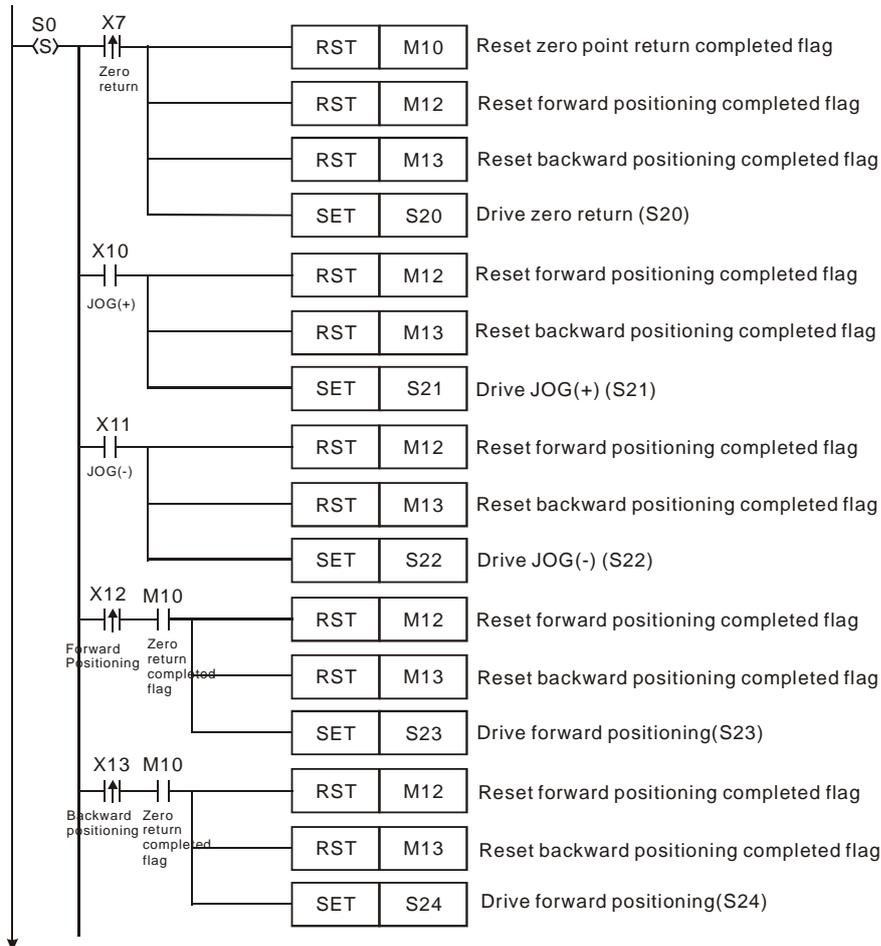 S0 X7
(S)
RST M10 Reset zero point return completed flag
Zero
return
RST M12 Reset forward positioning completed flag
RST M13 Reset backward positioning completed flag
SET S20 Drive zero return (S20)
X10
RST M12 Reset forward positioning completed flag
JOG(+)
RST M13 Reset backward positioning completed flag
SET S21 Drive JOG(+) (S21)
X11
RST M12 Reset forward positioning completed flag
JOG(-)
RST M13 Reset backward positioning completed flag
SET S22 Drive JOG(-) (S22)
X12 M10
RST M12 Reset forward positioning completed flag
Forward
Positioning
Zero
return
completed
flag
RST M13 Reset backward positioning completed flag
SET S23 Drive forward positioning(S23)
X13 M10
RST M12 Reset forward positioning completed flag
Backward
positioning
Zero
return
completed
flag
RST M13 Reset backward positioning completed flag
SET S24 Drive forward positioning(S24)